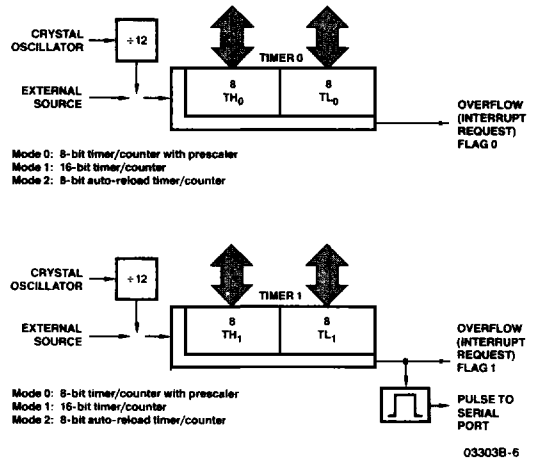 CRYSTAL
OSCILLATOR
÷12
TIMER 0
8
TH0
8
TL0
EXTERNAL
SOURCE
OVERFLOW
(INTERRUPT
REQUEST)
FLAG 0
Mode 0: 8-bit timer/counter with prescaler
Mode 1: 16-bit timer/counter
Mode 2: 8-bit auto-reload timer/counter
CRYSTAL
OSCILLATOR
÷12
TIMER 1
8
TH1
8
TL1
EXTERNAL
SOURCE
OVERFLOW
(INTERRUPT
REQUEST)
FLAG 1
Mode 0: 8-bit timer/counter with prescaler
Mode 1: 16-bit timer/counter
Mode 2: 8-bit auto-reload timer/counter
PULSE TO
SERIAL
PORT
03303B-6